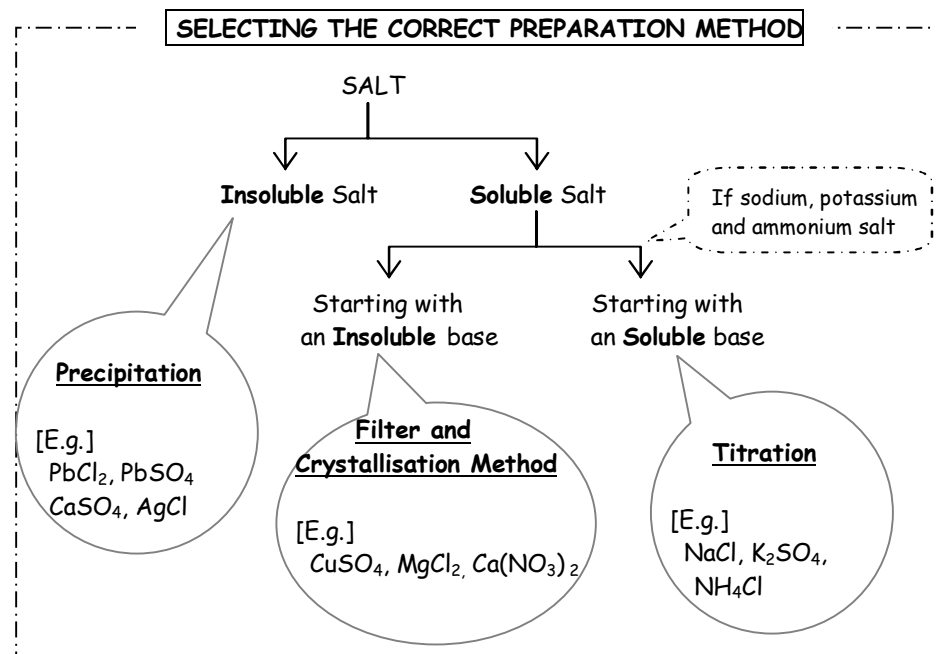 SELECTING THE CORRECT PREPARATION METHOD
SALT
Insoluble Salt
Soluble Salt
If sodium, potassium
and ammonium salt
Starting with
an Insoluble base
Starting with
an Soluble base
Precipitation
[E.g.]
PbCl₂, PbSO₄
CaSO₄, AgCl
Filter and
Crystallisation Method
[E.g.]
CuSO₄, MgCl₂, Ca(NO₃)₂
Titration
[E.g.]
NaCl, K₂SO₄,
NH₄Cl